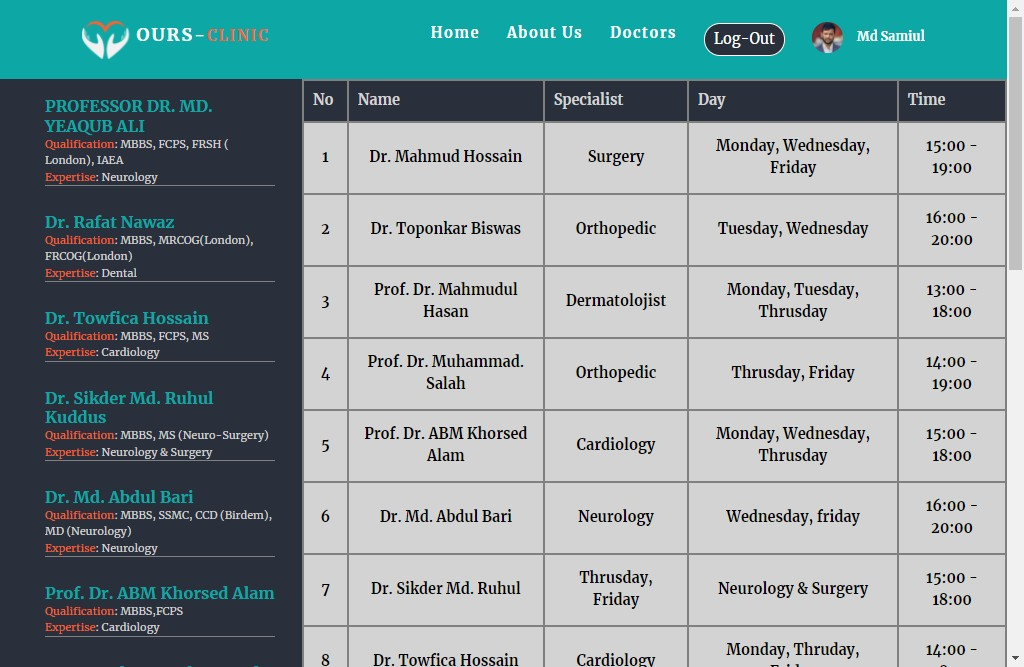 OURS-CLINIC
Home About Us Doctors Log-Out Md Samiul
PROFESSOR DR. MD.
YEAQUB ALI
Qualification: MBBS, FCPS, FRSH (
London), IAEA
Expertise: Neurology
Dr. Rafat Nawaz
Qualification: MBBS, MRCOG(London),
FRCOG(London)
Expertise: Dental
Dr. Towfica Hossain
Qualification: MBBS, FCPS, MS
Expertise: Cardiology
Dr. Sikder Md. Ruhul
Kuddus
Qualification: MBBS, MS (Neuro-Surgery)
Expertise: Neurology & Surgery
Dr. Md. Abdul Bari
Qualification: MBBS, SSMC, CCD (Birdem),
MD (Neurology)
Expertise: Neurology
Prof. Dr. ABM Khorsed Alam
Qualification: MBBS,FCPS
Expertise: Cardiology
No Name Specialist Day Time
1 Dr. Mahmud Hossain Surgery Monday, Wednesday,
Friday 15:00 -
19:00
2 Dr. Toponkar Biswas Orthopedic Tuesday, Wednesday 16:00 -
20:00
3 Prof. Dr. Mahmudul
Hasan Dermatolojist Monday, Tuesday,
Thrusday 13:00 -
18:00
4 Prof. Dr. Muhammad.
Salah Orthopedic Thrusday, Friday 14:00 -
19:00
5 Prof. Dr. ABM Khorsed
Alam Cardiology Monday, Wednesday,
Thrusday 15:00 -
18:00
6 Dr. Md. Abdul Bari Neurology Wednesday, friday 16:00 -
20:00
7 Dr. Sikder Md. Ruhul Thrusday,
Friday Neurology & Surgery 15:00 -
18:00
8 Dr. Towfica Hossain Cardiology Monday, Thruday, 14:00 -